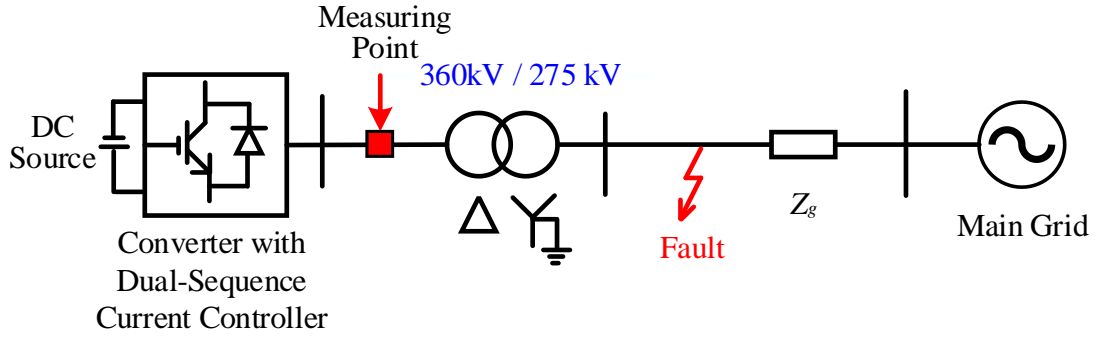 Measuring
Point
360kV / 275 kV
DC
Source
Zg
Main Grid
Fault
Converter with
Dual-Sequence
Current Controller